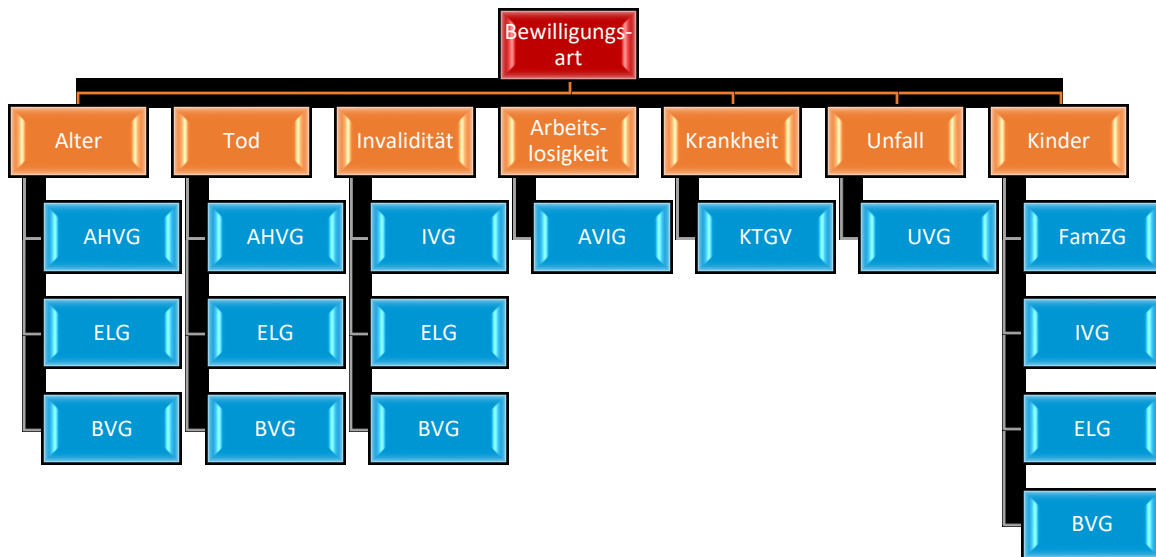 Bewilligungs-
art
Alter
Tod
Invalidität
Arbeits-
losigkeit
Krankheit
Unfall
Kinder
AHVG
AHVG
IVG
AVIG
KTGV
UVG
FamZG
ELG
ELG
ELG
IVG
BVG
BVG
BVG
ELG
BVG